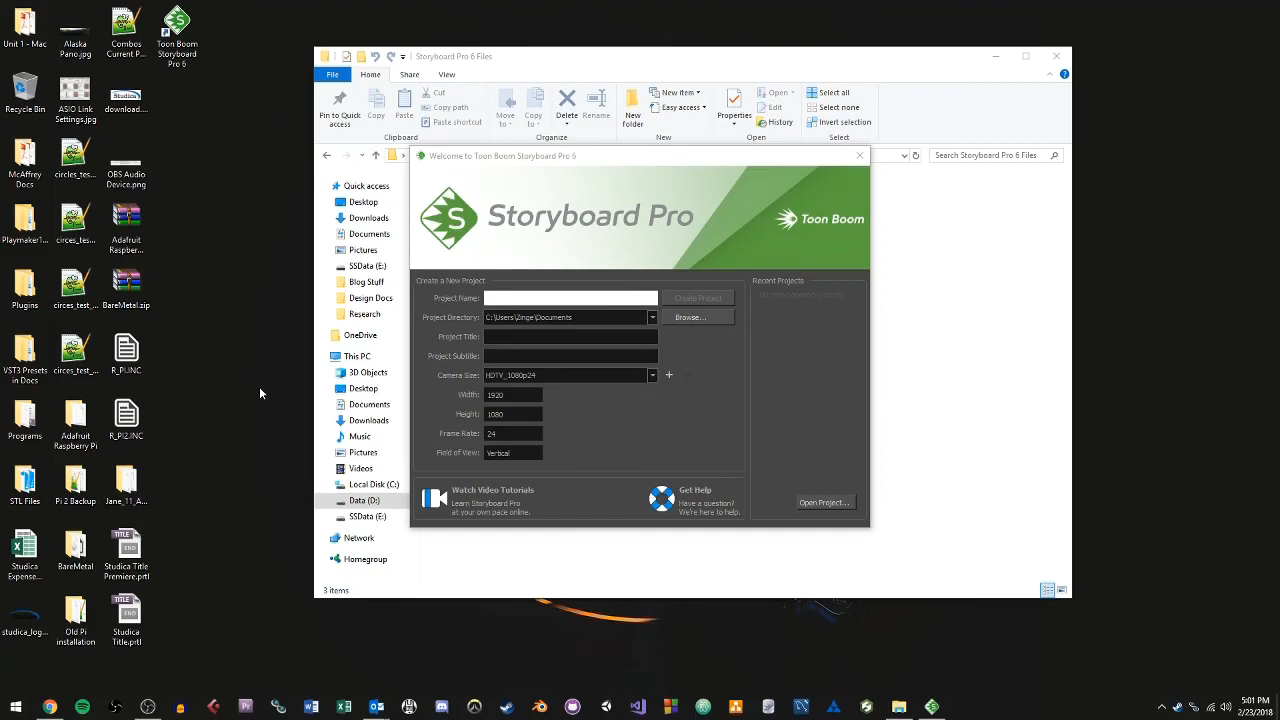 Unit 1 - Mac
Alaska Pano.jpg
Combos Current P...
Toon Boom Storyboard Pro 6
Recycle Bin
ASIO Link Settings.jpg
Studica
download....
McAffrey Docs
circles_tes...
OBS Audio Device.png
Playmaker1...
circes_test...
Adafruit Raspberr...
Plugins
BareMetal.zip
VST3 Presets in Docs
R_PI.INC
Programs
Adafruit Raspberry Pi
R_PI2.INC
STL Files
Pi 2 Backup
Jane_11_A...
Studica Expense...
BareMetal
TITLE
END
Studica Title Premiere.prtl
studica_log...
Old Pi installation
TITLE
END
Studica Title.prtl
Storyboard Pro 6 Files
File
Home
Share
View
Pin to Quick access
Copy
Paste
Cut
Copy path
Paste shortcut
Clipboard
Move to
Copy to
Delete
Rename
Organize
New folder
New item
Easy access
New
Properties
Open
Edit
History
Open
Select all
Select none
Invert selection
Select
Search Storyboard Pro 6 Files
Quick access
Desktop
Downloads
Documents
Pictures
SSData (E:)
Blog Stuff
Design Docs
Research
OneDrive
This PC
3D Objects
Desktop
Documents
Downloads
Music
Pictures
Videos
Local Disk (C:)
Data (D:)
SSData (E:)
Network
Homegroup
3 items
Welcome to Toon Boom Storyboard Pro 6
S
Storyboard Pro
Toon Boom
Create a New Project
Project Name:
Create Project
Project Directory:
C:\Users\Zinge\Documents
Browse...
Project Title:
Project Subtitle:
Camera Size:
HDTV_1080p24
Width:
1920
Height:
1080
Frame Rate:
24
Field of View:
Vertical
Watch Video Tutorials
Learn Storyboard Pro
at your own pace online.
Get Help
Have a question?
We're here to help.
Recent Projects
Open Project...
5:01 PM
2/23/2018